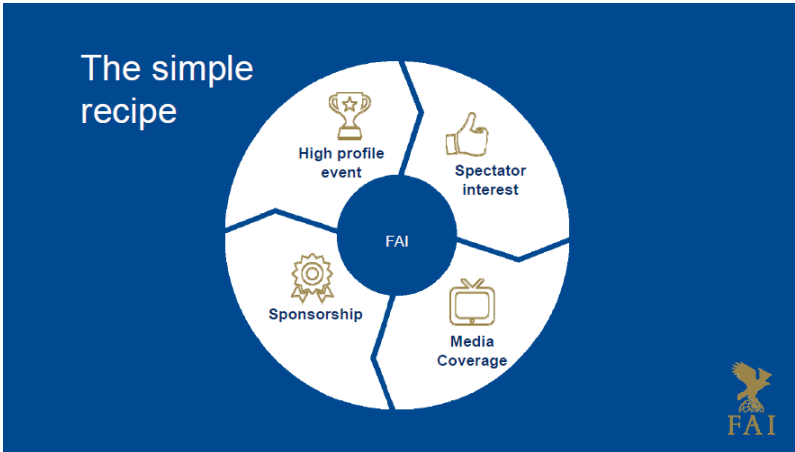 The simple
recipe
High profile
event
Spectator
interest
FAI
Sponsorship
Media
Coverage
FAI